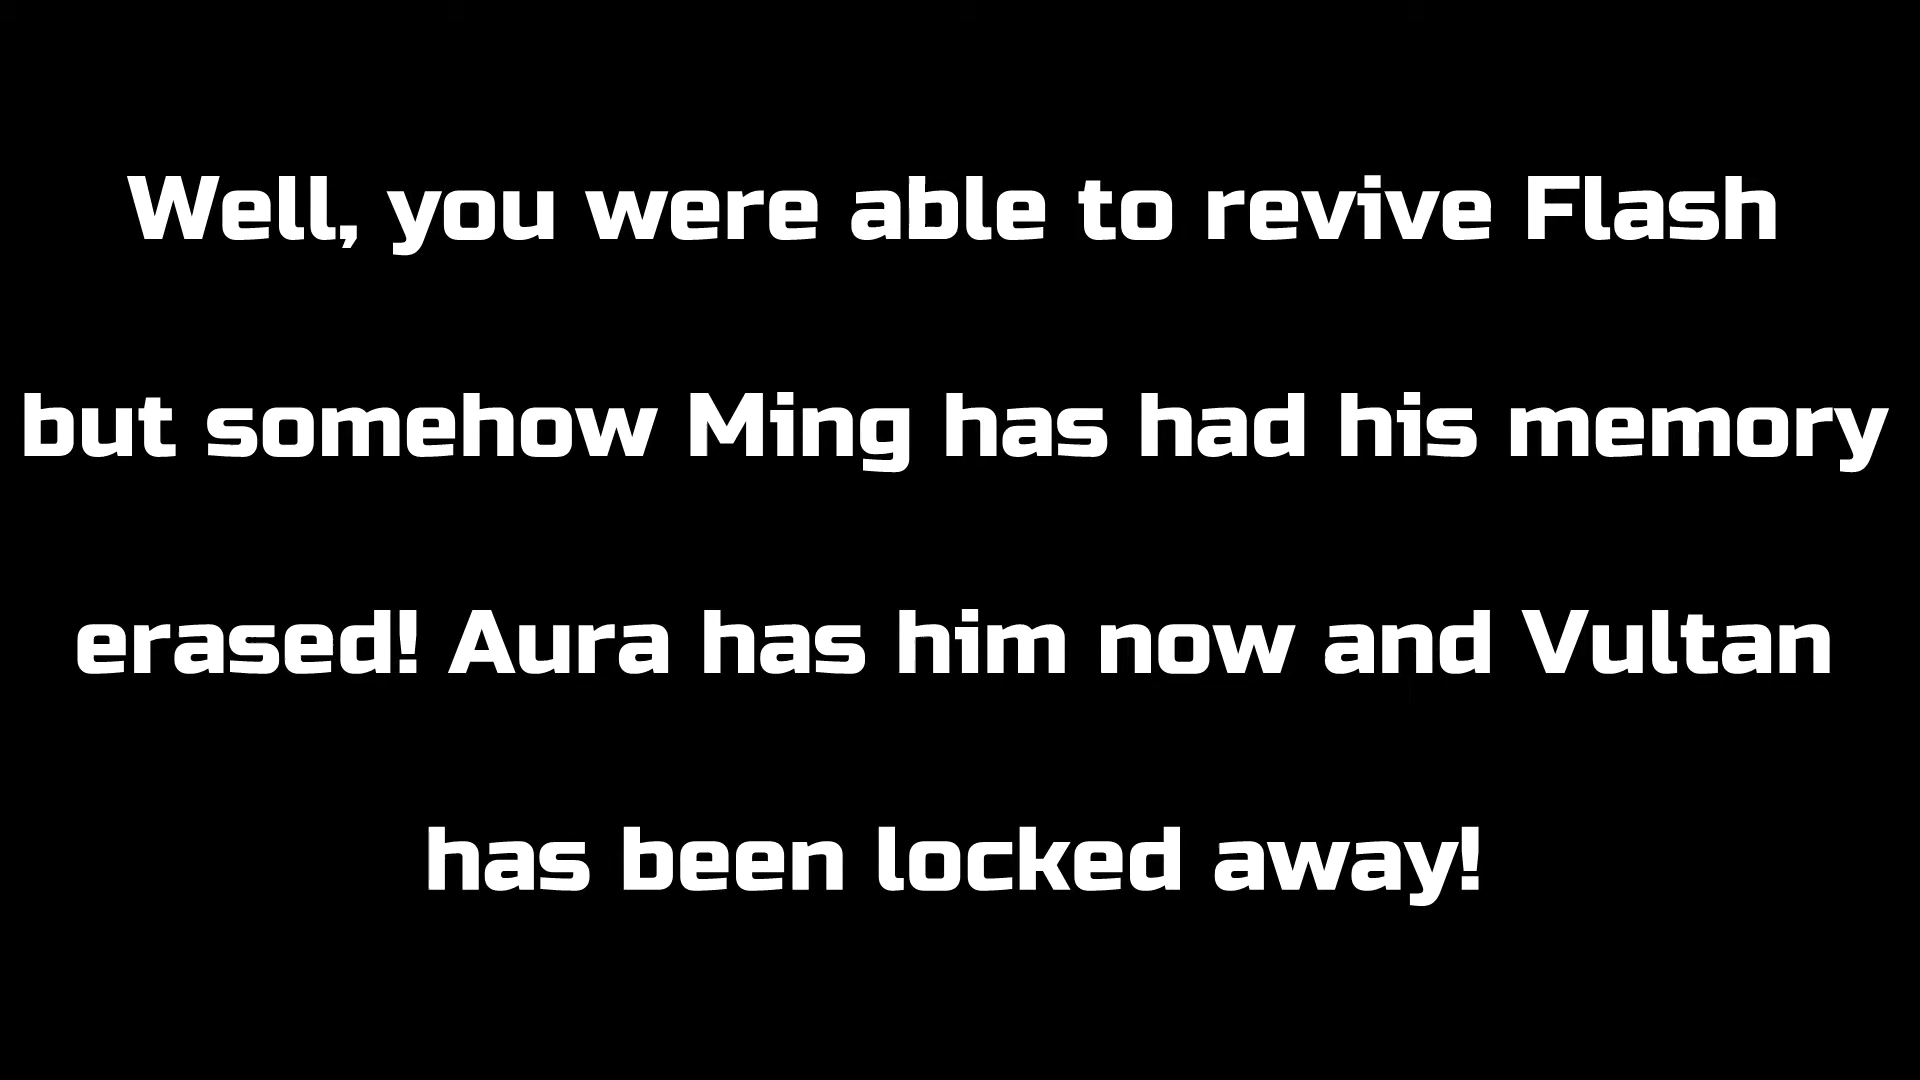 Well, you were able to revive Flash
but somehow Ming has had his memory
erased! Aura has him now and Vultan
has been locked away!